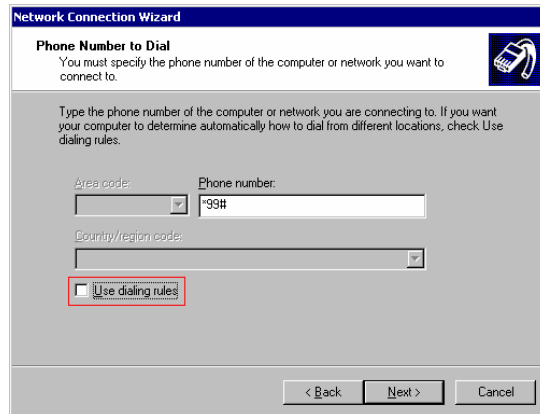 Network Connection Wizard
Phone Number to Dial
You must specify the phone number of the computer or network you want to
connect to.
Type the phone number of the computer or network you are connecting to. If you want
your computer to determine automatically how to dial from different locations, check Use
dialing rules.
Area code: Phone number:
*99#
Country/region code:
Use dialing rules
< Back Next > Cancel